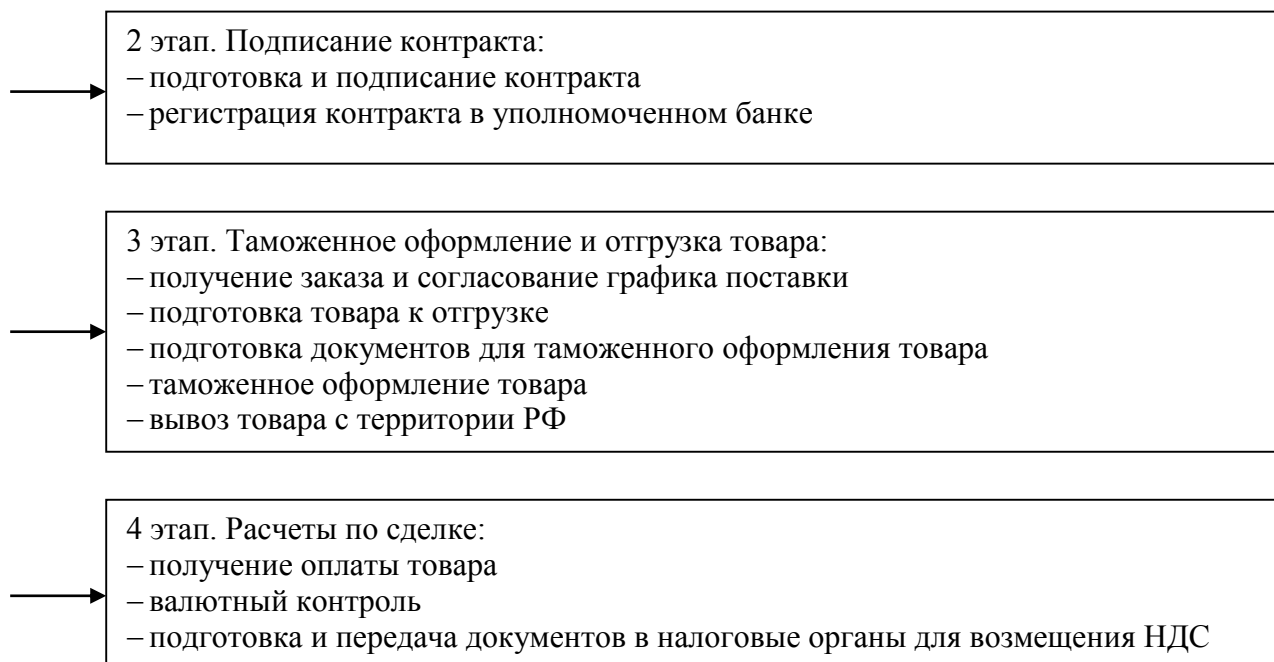 2 этап. Подписание контракта:
– подготовка и подписание контракта
– регистрация контракта в уполномоченном банке
3 этап. Таможенное оформление и отгрузка товара:
– получение заказа и согласование графика поставки
– подготовка товара к отгрузке
– подготовка документов для таможенного оформления товара
– таможенное оформление товара
– вывоз товара с территории РФ
4 этап. Расчеты по сделке:
– получение оплаты товара
– валютный контроль
– подготовка и передача документов в налоговые органы для возмещения НДС